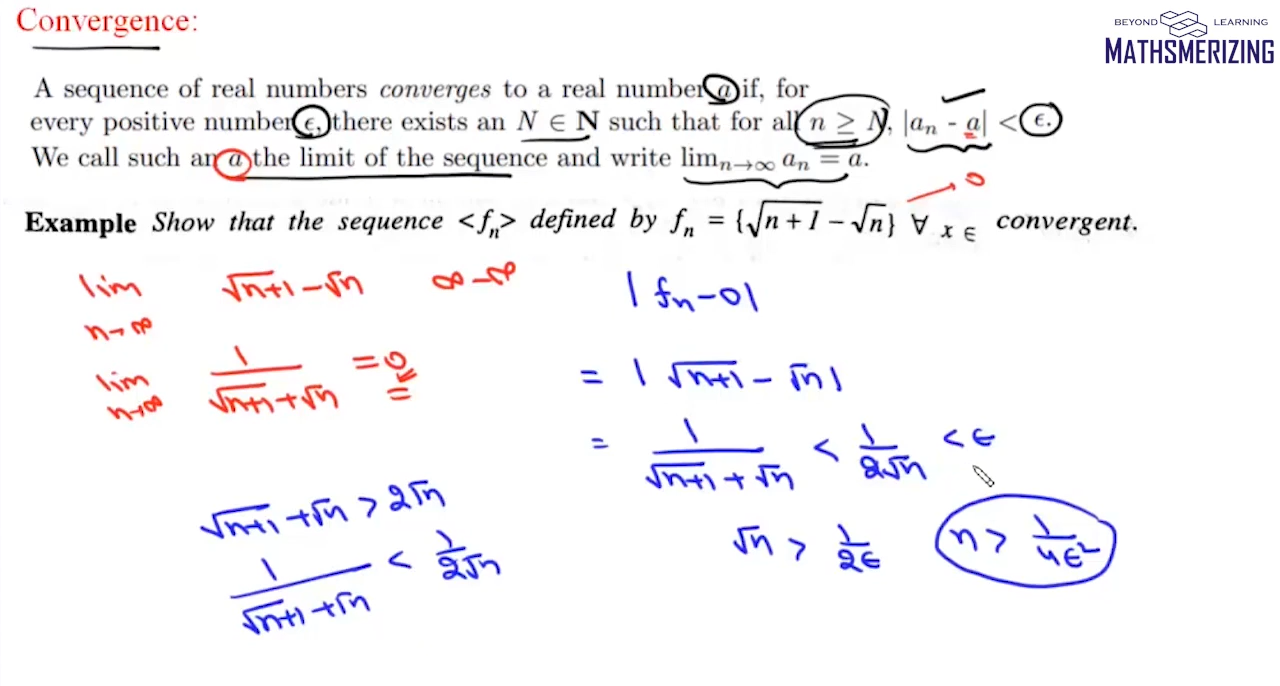 Convergence:
BEYOND LEARNING
MATHSMERIZING
A sequence of real numbers converges to a real number a if, for
every positive number ϵ, there exists an N ∈ N such that for all n ≥ N, |aₙ - a| < ϵ.
We call such an a the limit of the sequence and write limₙ→∞ aₙ = a.
0
Example Show that the sequence <fₙ> defined by fₙ = {√(n+1) − √n} ∀ x ∈ convergent.
lim n→∞ √n+1 − √n ∞ − ∞
lim n→∞ 1/(√n+1 + √n) = 0
=
√n+1 + √n > 2√n
1/(√n+1 + √n) < 1/2√n
|fₙ − 0|
= |√n+1 − √n|
= 1/(√n+1 + √n) < 1/2√n < ϵ
√n > 1/2ϵ n > 1/4ϵ²